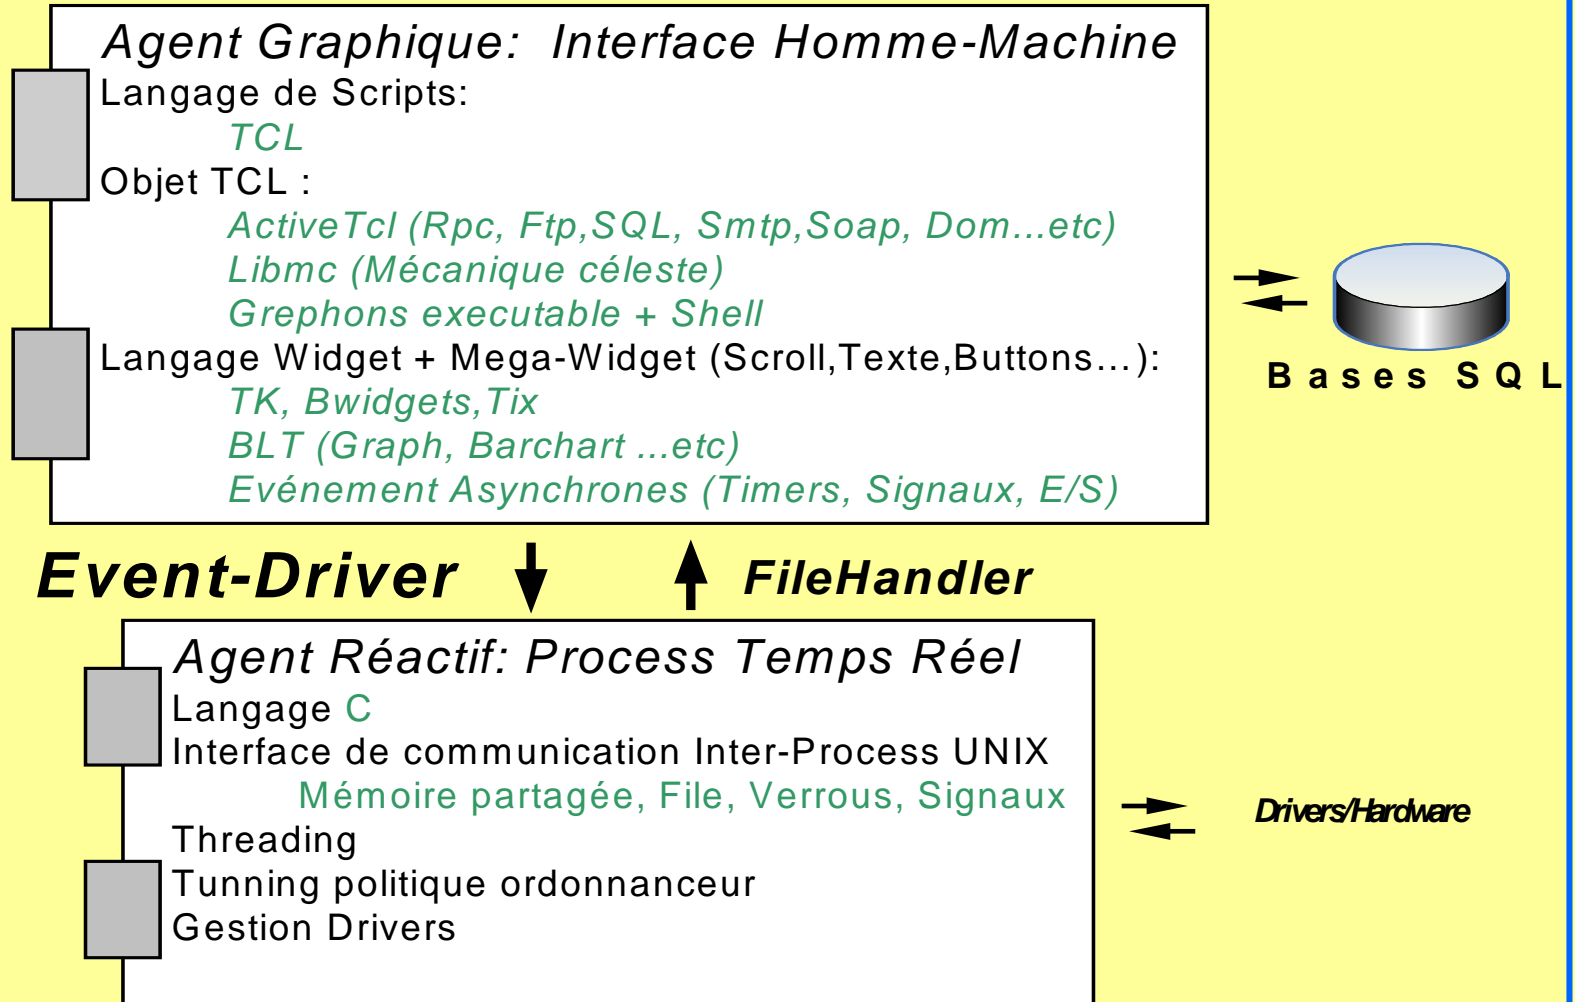 Agent Graphique: Interface Homme-Machine
Langage de Scripts:
TCL
Objet TCL :
ActiveTcl (Rpc, Ftp,SQL, Smtp,Soap, Dom...etc)
Libmc (Mécanique céleste)
Grephons executable + Shell
Langage Widget + Mega-Widget (Scroll,Texte,Buttons...):
TK, Bwidgets,Tix
BLT (Graph, Barchart ...etc)
Evénement Asynchrones (Timers, Signaux, E/S)
Bases SQL
Event-Driver
FileHandler
Agent Réactif: Process Temps Réel
Langage C
Interface de communication Inter-Process UNIX
Mémoire partagée, File, Verrous, Signaux
Threading
Tunning politique ordonnanceur
Gestion Drivers
Drivers/Hardware